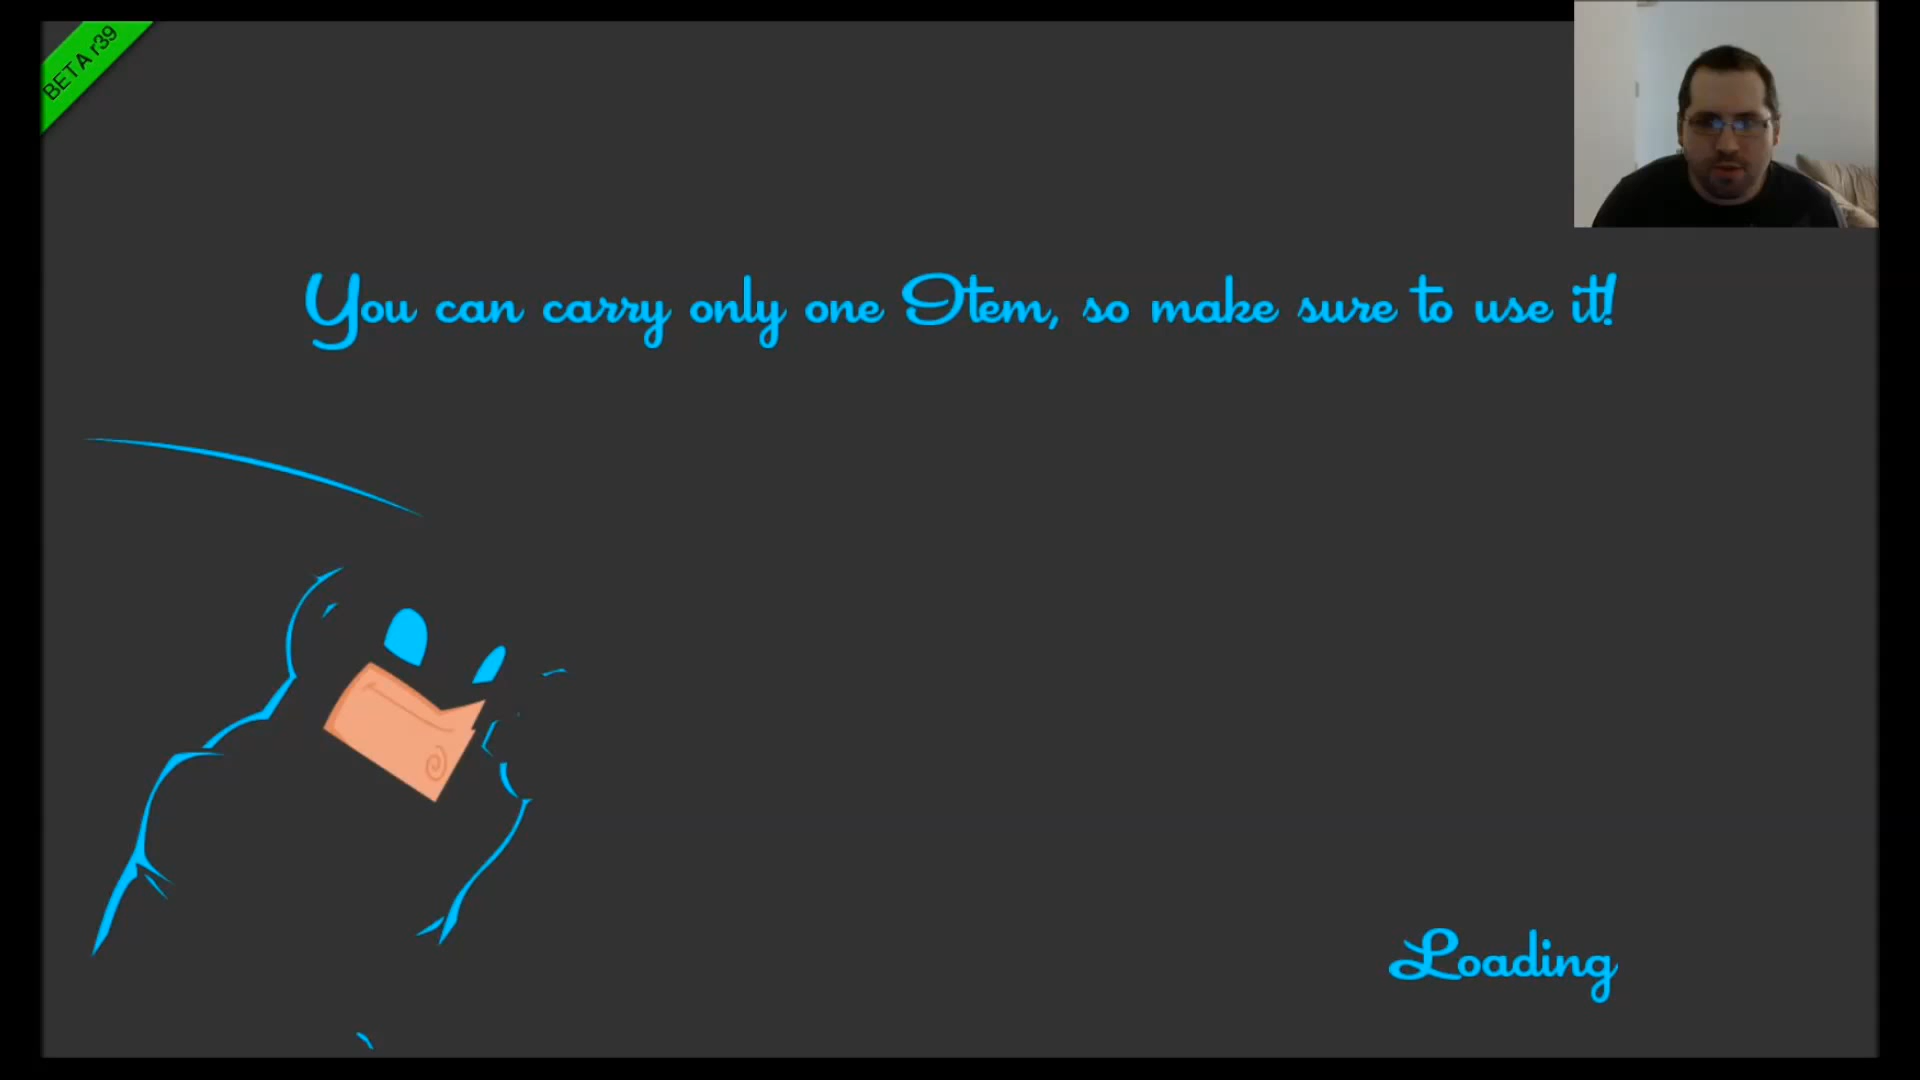 BETA r39
You can carry only one Item, so make sure to use it!
Loading